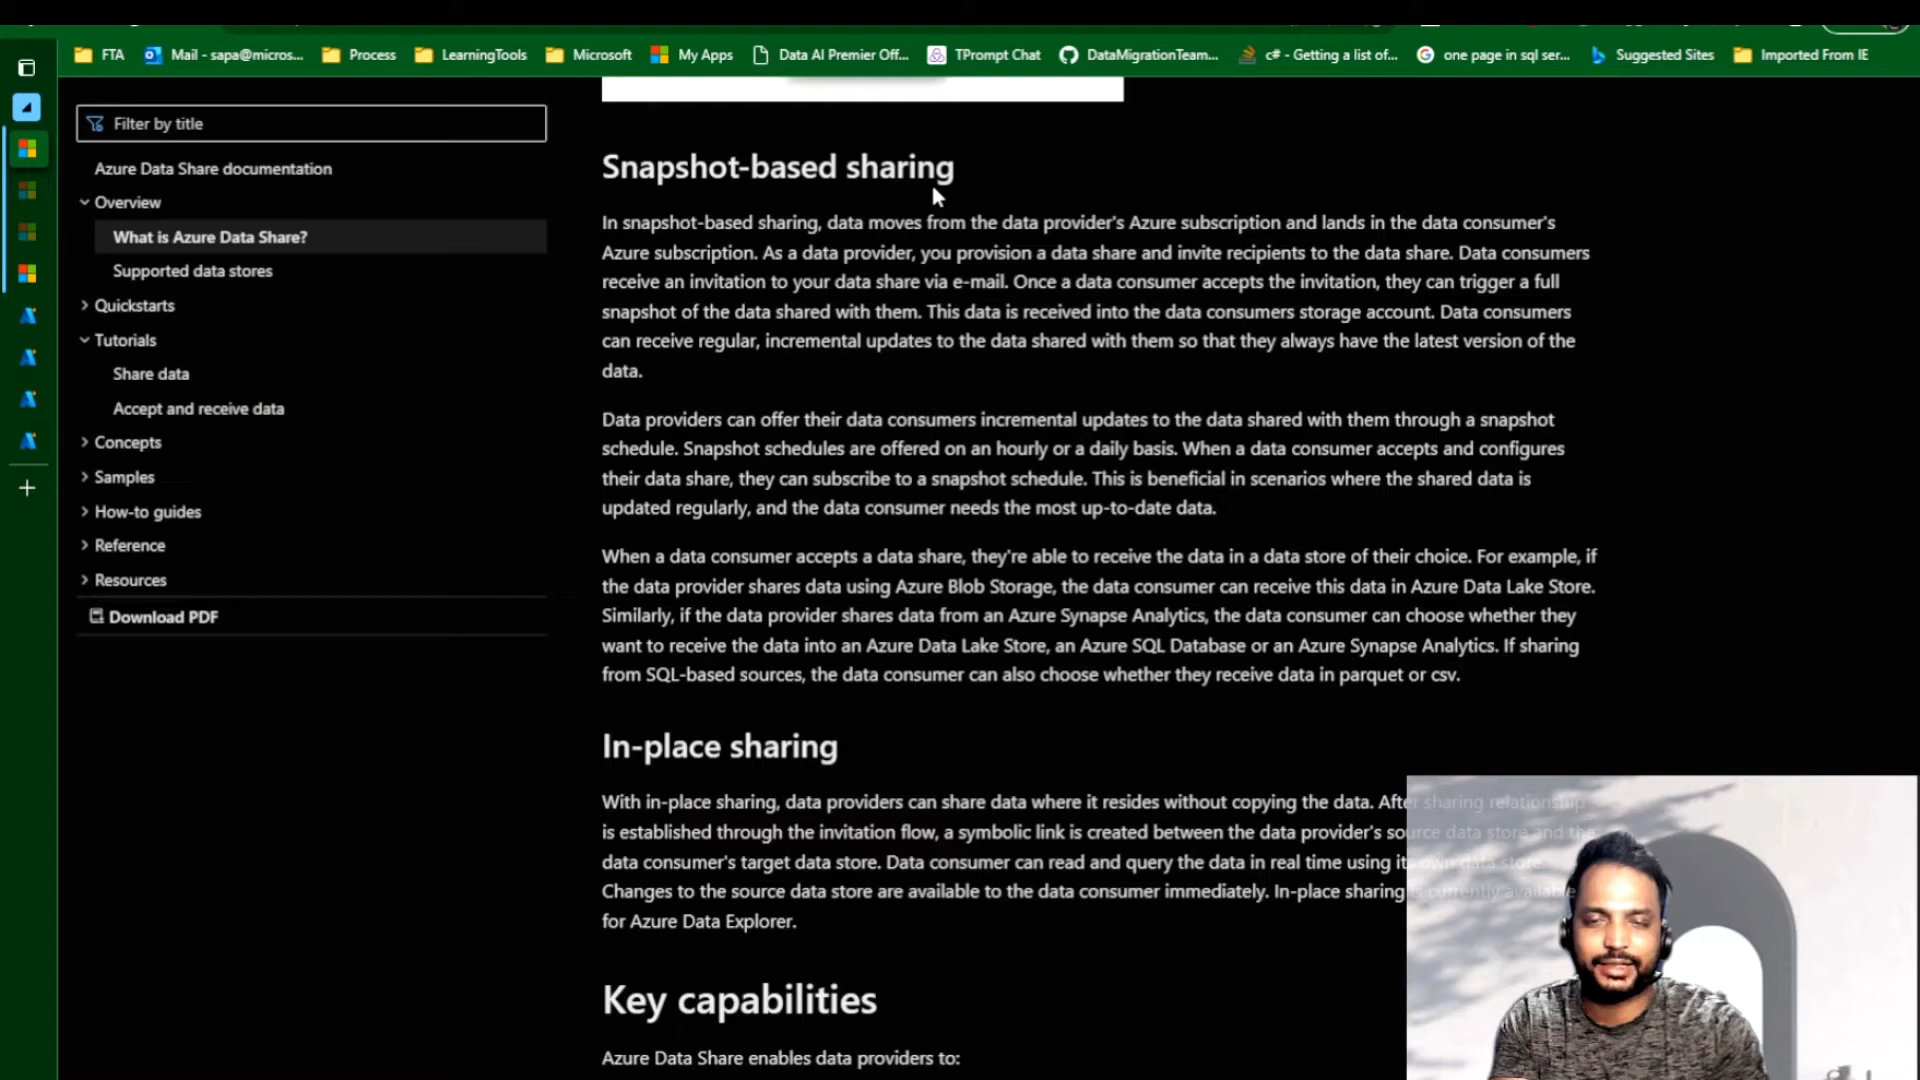 FTA
Mail - sapa@micros...
Process
LearningTools
Microsoft
My Apps
Data AI Premier Off...
TPrompt Chat
DataMigrationTeam...
c# - Getting a list of...
one page in sql ser...
Suggested Sites
Imported From IE
Filter by title
Azure Data Share documentation
Overview
What is Azure Data Share?
Supported data stores
Quickstarts
Tutorials
Share data
Accept and receive data
Concepts
Samples
How-to guides
Reference
Resources
Download PDF
Snapshot-based sharing
In snapshot-based sharing, data moves from the data provider's Azure subscription and lands in the data consumer's
Azure subscription. As a data provider, you provision a data share and invite recipients to the data share. Data consumers
receive an invitation to your data share via e-mail. Once a data consumer accepts the invitation, they can trigger a full
snapshot of the data shared with them. This data is received into the data consumers storage account. Data consumers
can receive regular, incremental updates to the data shared with them so that they always have the latest version of the
data.
Data providers can offer their data consumers incremental updates to the data shared with them through a snapshot
schedule. Snapshot schedules are offered on an hourly or a daily basis. When a data consumer accepts and configures
their data share, they can subscribe to a snapshot schedule. This is beneficial in scenarios where the shared data is
updated regularly, and the data consumer needs the most up-to-date data.
When a data consumer accepts a data share, they're able to receive the data in a data store of their choice. For example, if
the data provider shares data using Azure Blob Storage, the data consumer can receive this data in Azure Data Lake Store.
Similarly, if the data provider shares data from an Azure Synapse Analytics, the data consumer can choose whether they
want to receive the data into an Azure Data Lake Store, an Azure SQL Database or an Azure Synapse Analytics. If sharing
from SQL-based sources, the data consumer can also choose whether they receive data in parquet or csv.
In-place sharing
With in-place sharing, data providers can share data where it resides without copying the data. After sharing relationship
is established through the invitation flow, a symbolic link is created between the data provider's source data store and the
data consumer's target data store. Data consumer can read and query the data in real time using its own data store.
Changes to the source data store are available to the data consumer immediately. In-place sharing is currently available
for Azure Data Explorer.
Key capabilities
Azure Data Share enables data providers to: